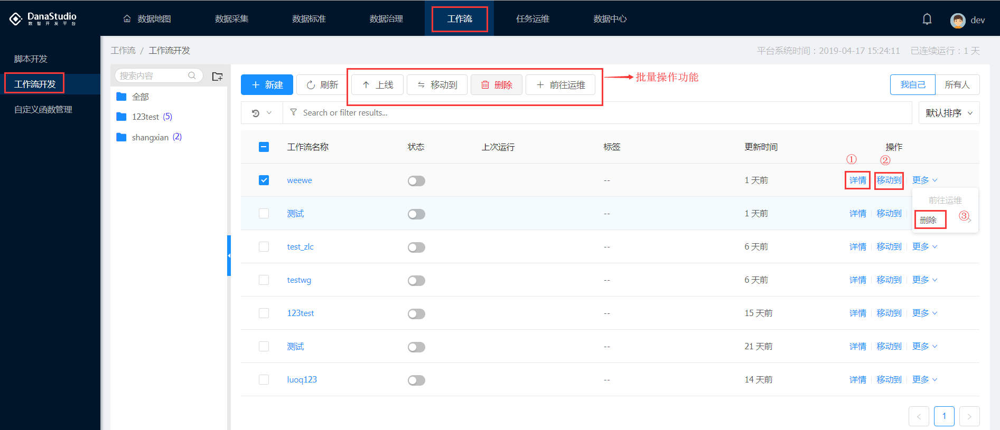 DanaStudio
数智开发平台
数据地图 数据采集 数据标准 数据治理 工作流 任务运维 数据中心
dev
脚本开发
工作流开发
自定义函数管理
工作流 / 工作流开发
平台系统时间：2019-04-17 15:24:11 已连续运行：1 天
搜索内容
全部
123test (5)
shangxian (2)
新建 刷新 上线 移动到 删除 前往运维
批量操作功能
我自己 所有人
Search or filter results...
默认排序
工作流名称 状态 上次运行 标签 更新时间 操作
① ②
weewe -- 1 天前 详情 移动到 更多
前往运维
删除 ③
测试 -- 1 天前 详情 移动到
test_zlc -- 6 天前 详情 移动到 更多
testwg -- 6 天前 详情 移动到 更多
123test -- 15 天前 详情 移动到 更多
测试 -- 21 天前 详情 移动到 更多
luoq123 -- 14 天前 详情 移动到 更多
< 1 >